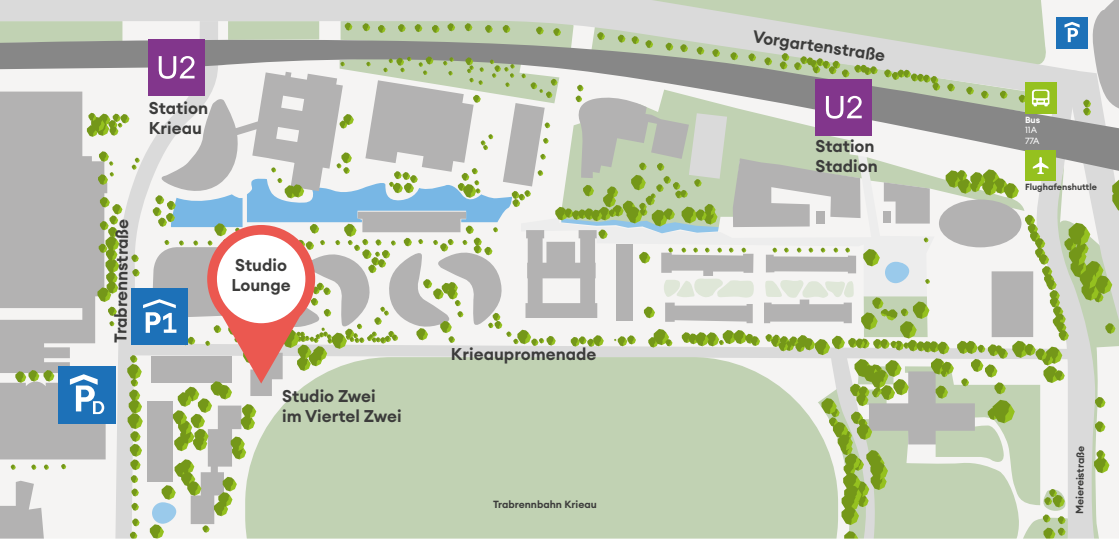 Vorgartenstraße
P
U2
Station
Krieau
U2
Station
Stadion
Bus
11A
77A
Flughafenshuttle
Trabrennstraße
Studio
Lounge
P1
Krieaupromenade
PD
Studio Zwei
im Viertel Zwei
Trabrennbahn Krieau
Meiereistraße